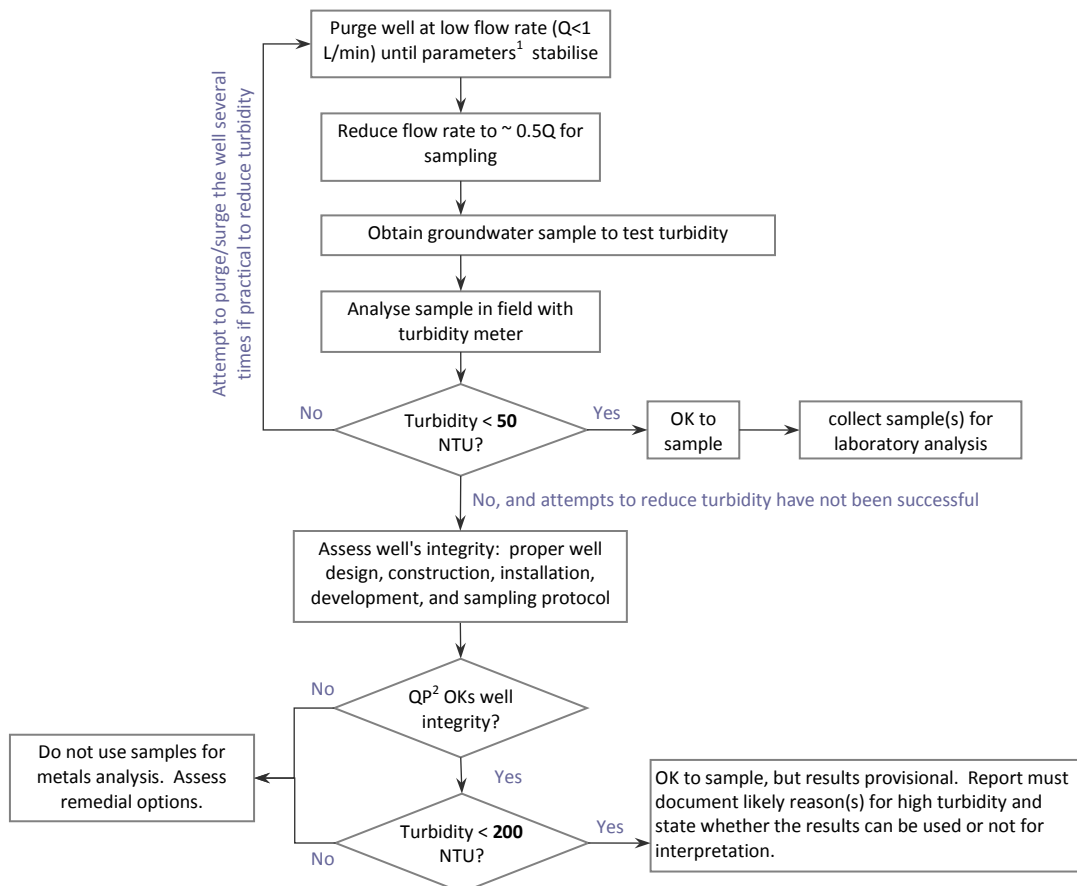 Purge well at low flow rate (Q<1
L/min) until parameters¹ stabilise
Attempt to purge/surge the well several
times if practical to reduce turbidity
Reduce flow rate to ~ 0.5Q for
sampling
Obtain groundwater sample to test turbidity
Analyse sample in field with
turbidity meter
No
Turbidity < 50
NTU?
Yes
OK to
sample
collect sample(s) for
laboratory analysis
No, and attempts to reduce turbidity have not been successful
Assess well's integrity: proper well
design, construction, installation,
development, and sampling protocol
No
QP² OKs well
integrity?
Yes
Do not use samples for
metals analysis. Assess
remedial options.
No
Turbidity < 200
NTU?
Yes
OK to sample, but results provisional. Report must
document likely reason(s) for high turbidity and
state whether the results can be used or not for
interpretation.